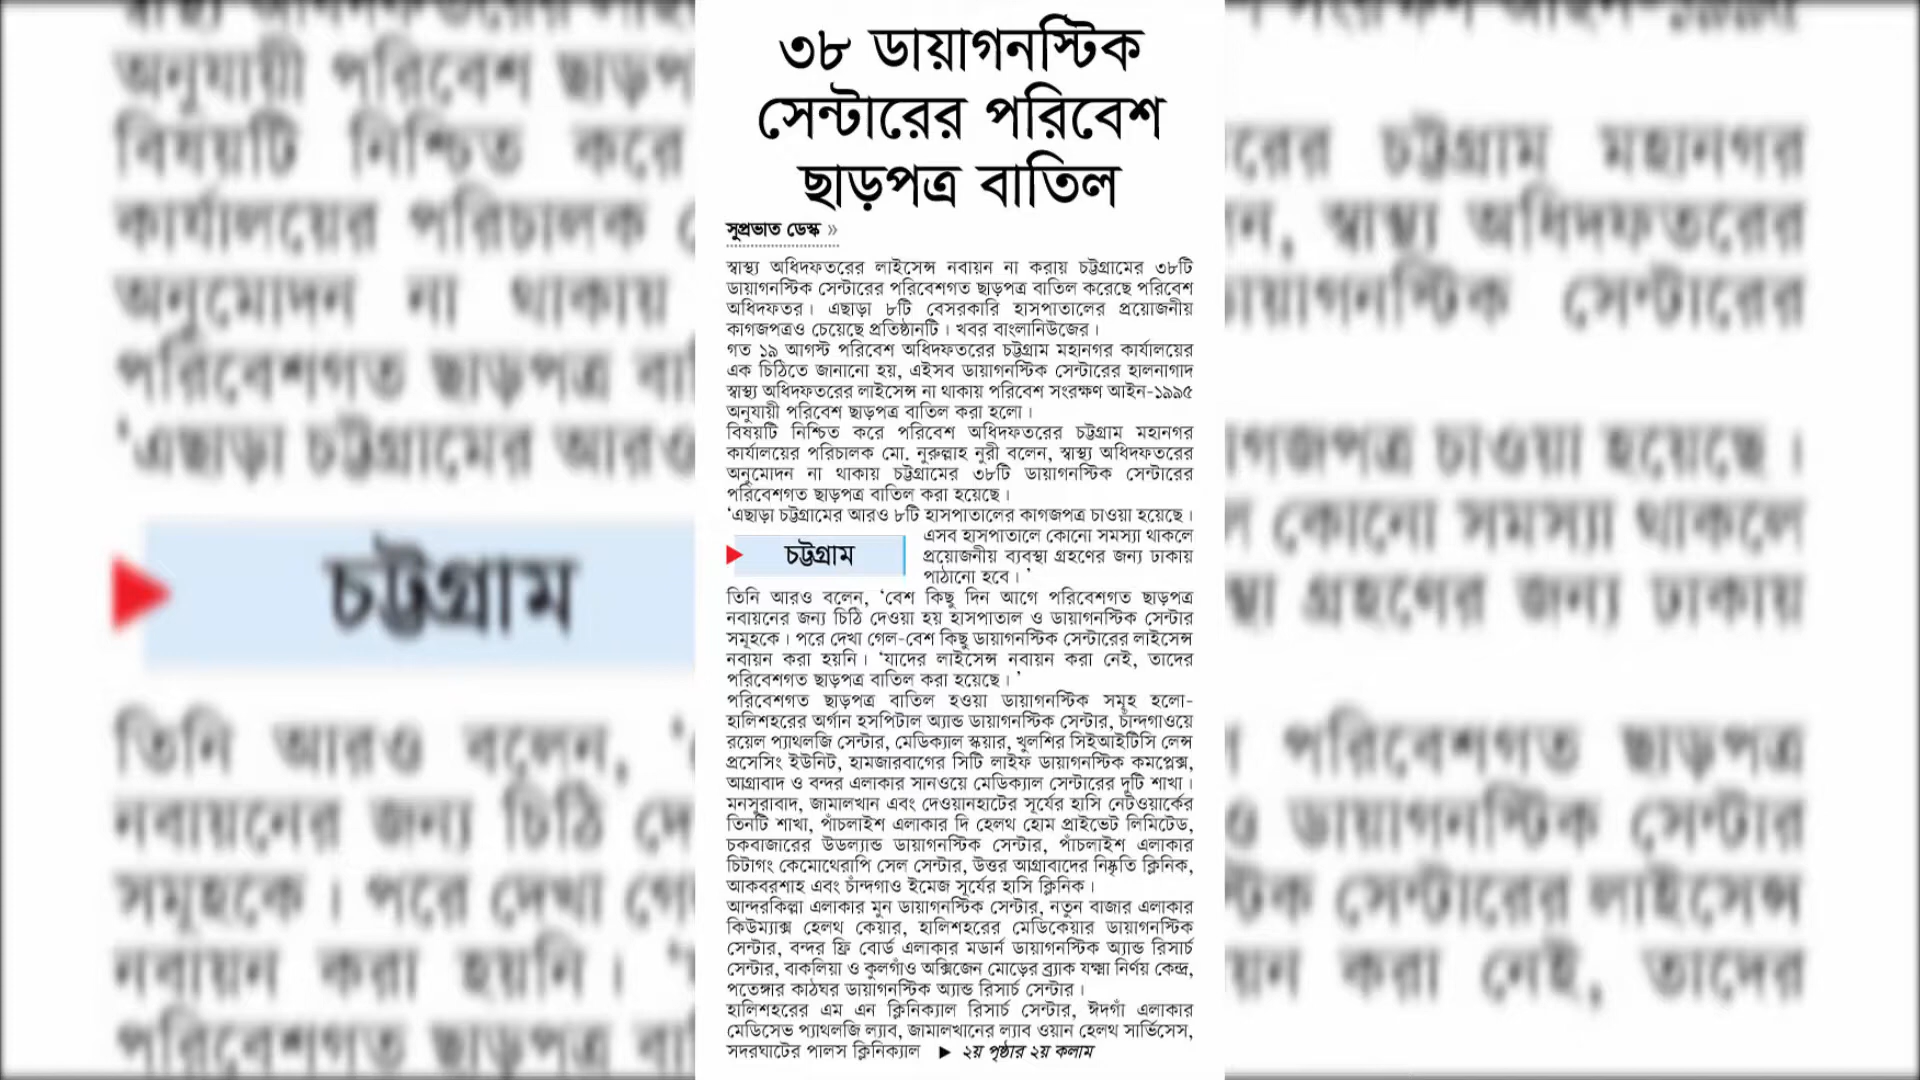 ৩৮ ডায়াগনস্টিক
সেন্টারের পরিবেশ
ছাড়পত্র বাতিল
সুপ্রভাত ডেস্ক »
স্বাস্থ্য অধিদফতরের লাইসেন্স নবায়ন না করায় চট্টগ্রামের ৩৮টি
ডায়াগনস্টিক সেন্টারের পরিবেশগত ছাড়পত্র বাতিল করেছে পরিবেশ
অধিদফতর। এছাড়া ৮টি বেসরকারি হাসপাতালের প্রয়োজনীয়
কাগজপত্রও চেয়েছে প্রতিষ্ঠানটি। খবর বাংলানিউজের।
গত ১৯ আগস্ট পরিবেশ অধিদফতরের চট্টগ্রাম মহানগর কার্যালয়ের
এক চিঠিতে জানানো হয়, এইসব ডায়াগনস্টিক সেন্টারের হালনাগাদ
স্বাস্থ্য অধিদফতরের লাইসেন্স না থাকায় পরিবেশ সংরক্ষণ আইন-১৯৯৫
অনুযায়ী পরিবেশ ছাড়পত্র বাতিল করা হলো।
বিষয়টি নিশ্চিত করে পরিবেশ অধিদফতরের চট্টগ্রাম মহানগর
কার্যালয়ের পরিচালক মো. নুরুল্লাহ নুরী বলেন, স্বাস্থ্য অধিদফতরের
অনুমোদন না থাকায় চট্টগ্রামের ৩৮টি ডায়াগনস্টিক সেন্টারের
পরিবেশগত ছাড়পত্র বাতিল করা হয়েছে।
‘এছাড়া চট্টগ্রামের আরও ৮টি হাসপাতালের কাগজপত্র চাওয়া হয়েছে।
এসব হাসপাতালে কোনো সমস্যা থাকলে
প্রয়োজনীয় ব্যবস্থা গ্রহণের জন্য ঢাকায়
পাঠানো হবে।’
চট্টগ্রাম
তিনি আরও বলেন, ‘বেশ কিছু দিন আগে পরিবেশগত ছাড়পত্র
নবায়নের জন্য চিঠি দেওয়া হয় হাসপাতাল ও ডায়াগনস্টিক সেন্টার
সমূহকে। পরে দেখা গেল-বেশ কিছু ডায়াগনস্টিক সেন্টারের লাইসেন্স
নবায়ন করা হয়নি। ‘যাদের লাইসেন্স নবায়ন করা নেই, তাদের
পরিবেশগত ছাড়পত্র বাতিল করা হয়েছে।’
পরিবেশগত ছাড়পত্র বাতিল হওয়া ডায়াগনস্টিক সমূহ হলো-
হালিশহরের অর্গান হসপিটাল অ্যান্ড ডায়াগনস্টিক সেন্টার, চাঁন্দগাওয়ে
রয়েল প্যাথলজি সেন্টার, মেডিক্যাল স্কয়ার, খুলশির সিইআইটিসি লেন্স
প্রসেসিং ইউনিট, হামজারবাগের সিটি লাইফ ডায়াগনস্টিক কমপ্লেক্স,
আগ্রাবাদ ও বন্দর এলাকার সানওয়ে মেডিক্যাল সেন্টারের দুটি শাখা।
মনসুরাবাদ, জামালখান এবং দেওয়ানহাটের সূর্যের হাসি নেটওয়ার্কের
তিনটি শাখা, পাঁচলাইশ এলাকার দি হেলথ হোম প্রাইভেট লিমিটেড,
চকবাজারের উডল্যান্ড ডায়াগনস্টিক সেন্টার, পাঁচলাইশ এলাকার
চিটাগং কেমোথেরাপি সেল সেন্টার, উত্তর আগ্রাবাদের নিষ্কৃতি ক্লিনিক,
আকবরশাহ এবং চাঁন্দগাও ইমেজ সূর্যের হাসি ক্লিনিক।
আন্দরকিল্লা এলাকার মুন ডায়াগনস্টিক সেন্টার, নতুন বাজার এলাকার
কিউম্যাক্স হেলথ কেয়ার, হালিশহরের মেডিকেয়ার ডায়াগনস্টিক
সেন্টার, বন্দর ফ্রি বোর্ড এলাকার মডার্ন ডায়াগনস্টিক অ্যান্ড রিসার্চ
সেন্টার, বাকলিয়া ও কুলগাঁও অক্সিজেন মোড়ের ব্র্যাক যক্ষ্মা নির্ণয় কেন্দ্র,
পতেঙ্গার কাঠঘর ডায়াগনস্টিক অ্যান্ড রিসার্চ সেন্টার।
হালিশহরের এম এন ক্লিনিক্যাল রিসার্চ সেন্টার, ঈদগাঁ এলাকার
মেডিসেভ প্যাথলজি ল্যাব, জামালখানের ল্যাব ওয়ান হেলথ সার্ভিসেস,
সদরঘাটের পালস ক্লিনিক্যাল ► ২য় পৃষ্ঠার ২য় কলাম